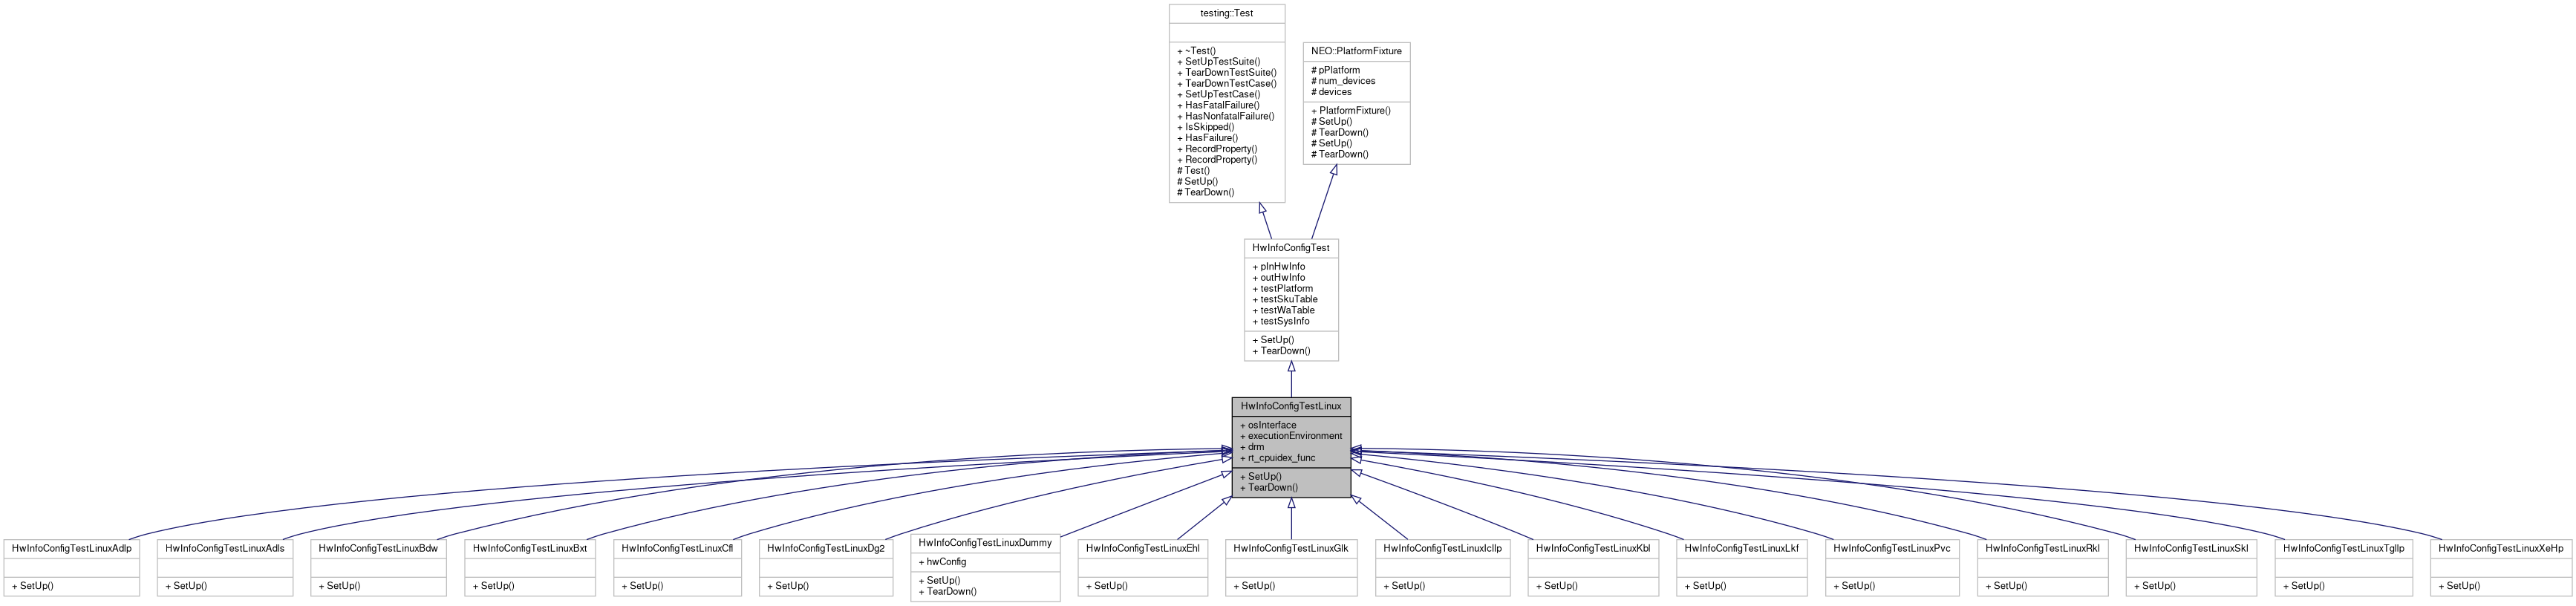 testing::Test
+ ~Test()
+ SetUpTestSuite()
+ TearDownTestSuite()
+ TearDownTestCase()
+ SetUpTestCase()
+ HasFatalFailure()
+ HasNonfatalFailure()
+ IsSkipped()
+ HasFailure()
+ RecordProperty()
+ RecordProperty()
# Test()
# SetUp()
# TearDown()
NEO::PlatformFixture
# pPlatform
# num_devices
# devices
+ PlatformFixture()
# SetUp()
# TearDown()
# SetUp()
# TearDown()
HwInfoConfigTest
+ pInHwInfo
+ outHwInfo
+ testPlatform
+ testSkuTable
+ testWaTable
+ testSysInfo
+ SetUp()
+ TearDown()
HwInfoConfigTestLinux
+ osInterface
+ executionEnvironment
+ drm
+ rt_cpuidex_func
+ SetUp()
+ TearDown()
HwInfoConfigTestLinuxAdlp
+ SetUp()
HwInfoConfigTestLinuxAdls
+ SetUp()
HwInfoConfigTestLinuxBdw
+ SetUp()
HwInfoConfigTestLinuxBxt
+ SetUp()
HwInfoConfigTestLinuxCfl
+ SetUp()
HwInfoConfigTestLinuxDg2
+ SetUp()
HwInfoConfigTestLinuxDummy
+ hwConfig
+ SetUp()
+ TearDown()
HwInfoConfigTestLinuxEhl
+ SetUp()
HwInfoConfigTestLinuxGlk
+ SetUp()
HwInfoConfigTestLinuxIcllp
+ SetUp()
HwInfoConfigTestLinuxKbl
+ SetUp()
HwInfoConfigTestLinuxLkf
+ SetUp()
HwInfoConfigTestLinuxPvc
+ SetUp()
HwInfoConfigTestLinuxRkl
+ SetUp()
HwInfoConfigTestLinuxSkl
+ SetUp()
HwInfoConfigTestLinuxTgllp
+ SetUp()
HwInfoConfigTestLinuxXeHp
+ SetUp()